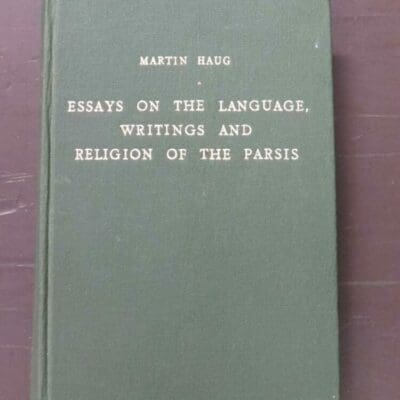 MARTIN HAUG
ESSAYS ON THE LANGUAGE,
WRITINGS AND
RELIGION OF THE PARSIS